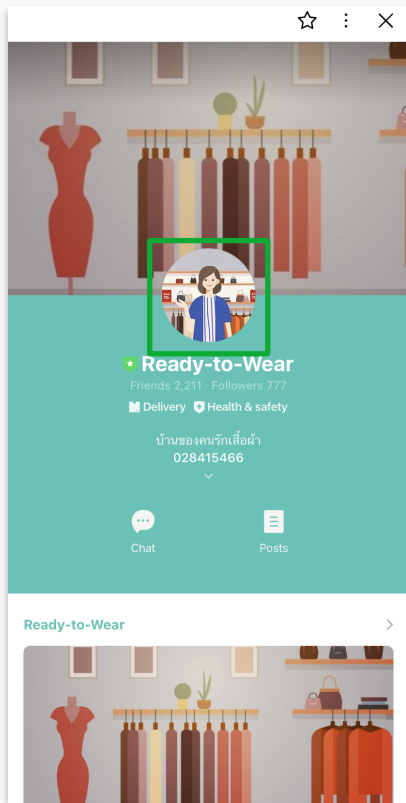 Ready-to-Wear
Friends 2,211 · Followers 777
Delivery Health & safety
บ้านของคนรักเสื้อผ้า
028415466
Chat Posts
Ready-to-Wear